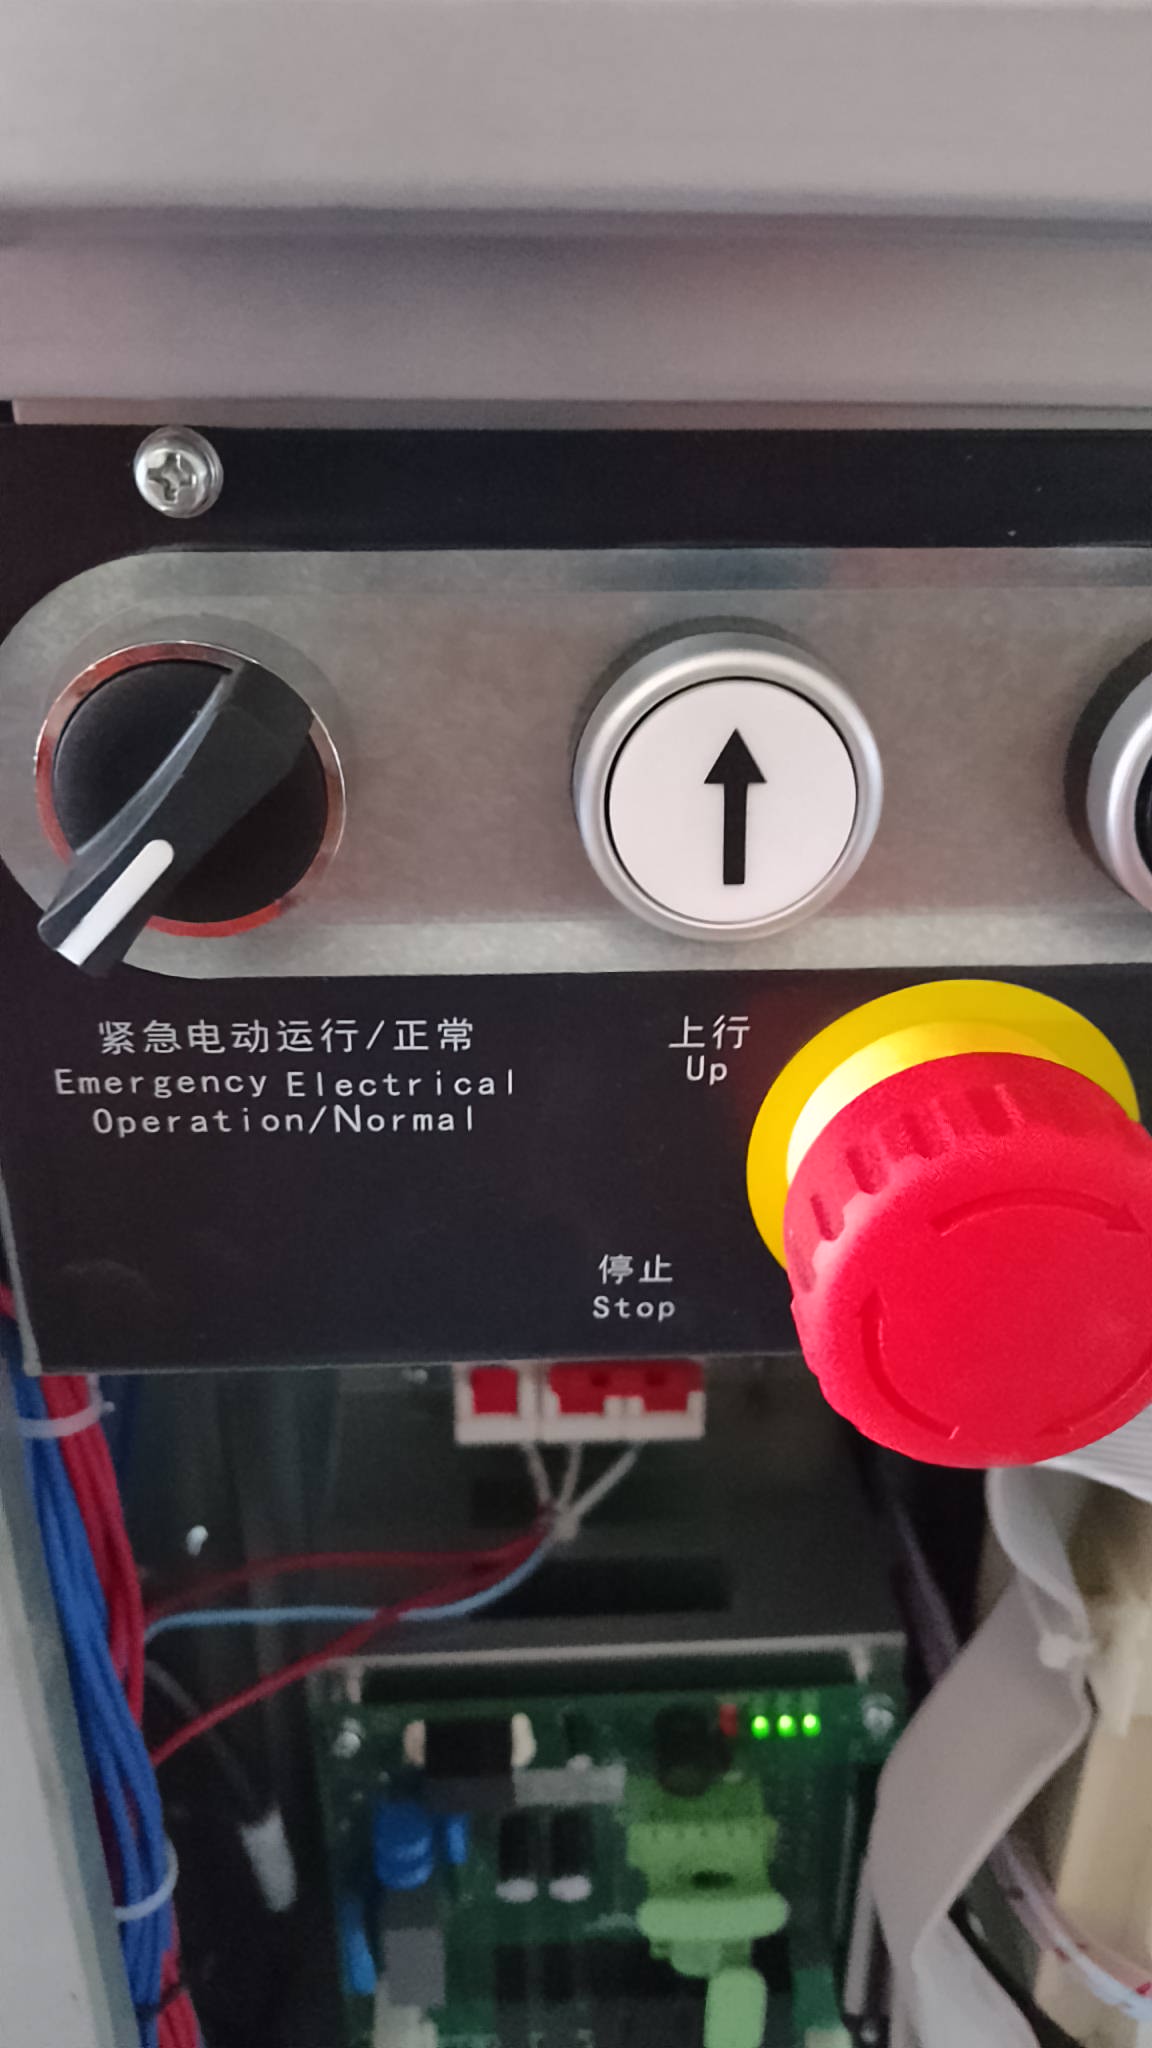 紧急电动运行/正常
Emergency Electrical
Operation/Normal
上行
Up
停止
Stop